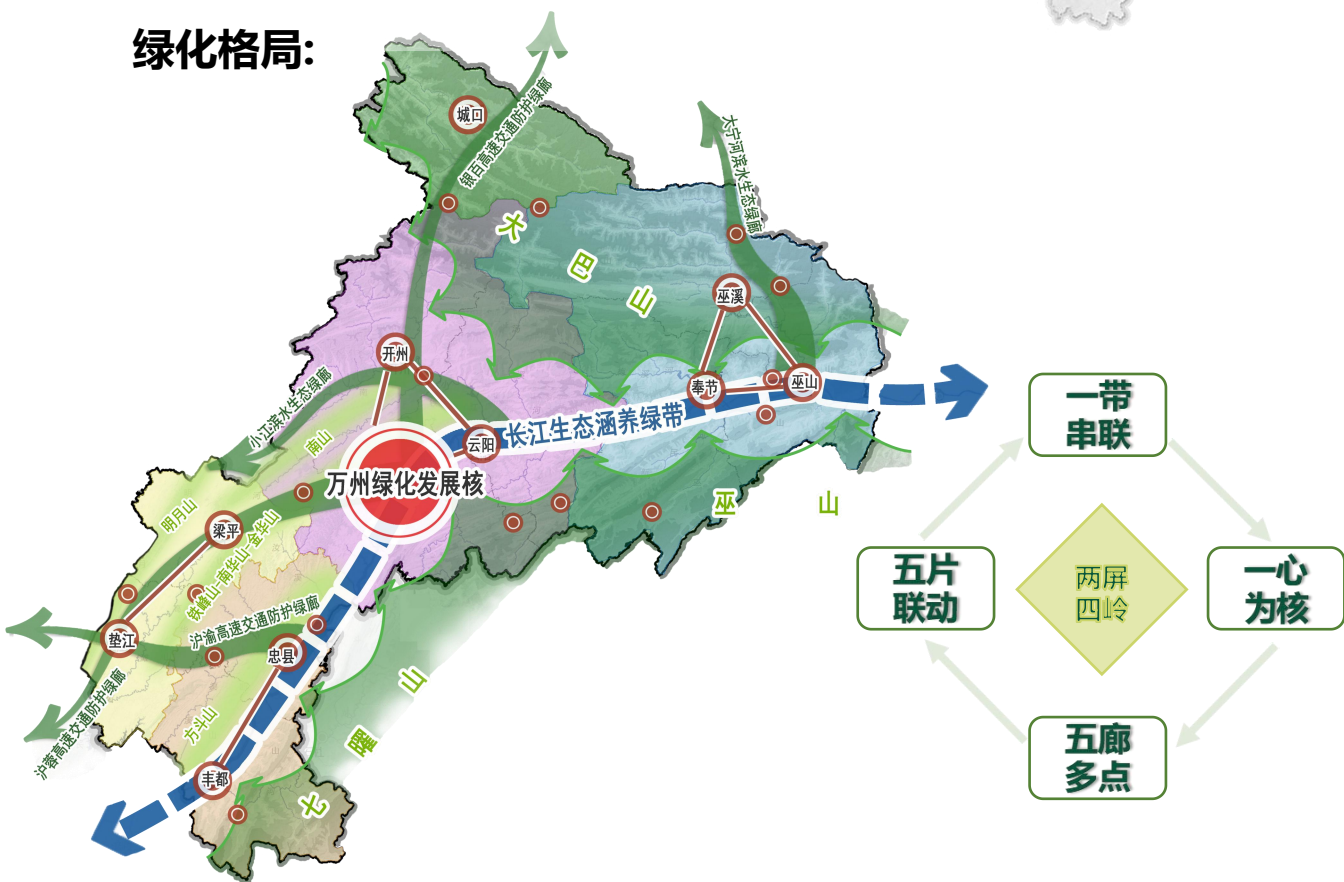 绿化格局:
城口
银百高速交通防护绿廊
大宁河滨水生态绿廊
大
巴
山
巫溪
开州
奉节
巫山
小江滨水生态绿廊
南山
云阳
长江生态涵养绿带
万州绿化发展核
明月山
梁平
铁峰山-南华山-金华山
巫
山
垫江
沪渝高速交通防护绿廊
忠县
沪蓉高速交通防护绿廊
方斗山
山
曜
七
丰都
一带
串联
五片
联动
两屏
四岭
一心
为核
五廊
多点